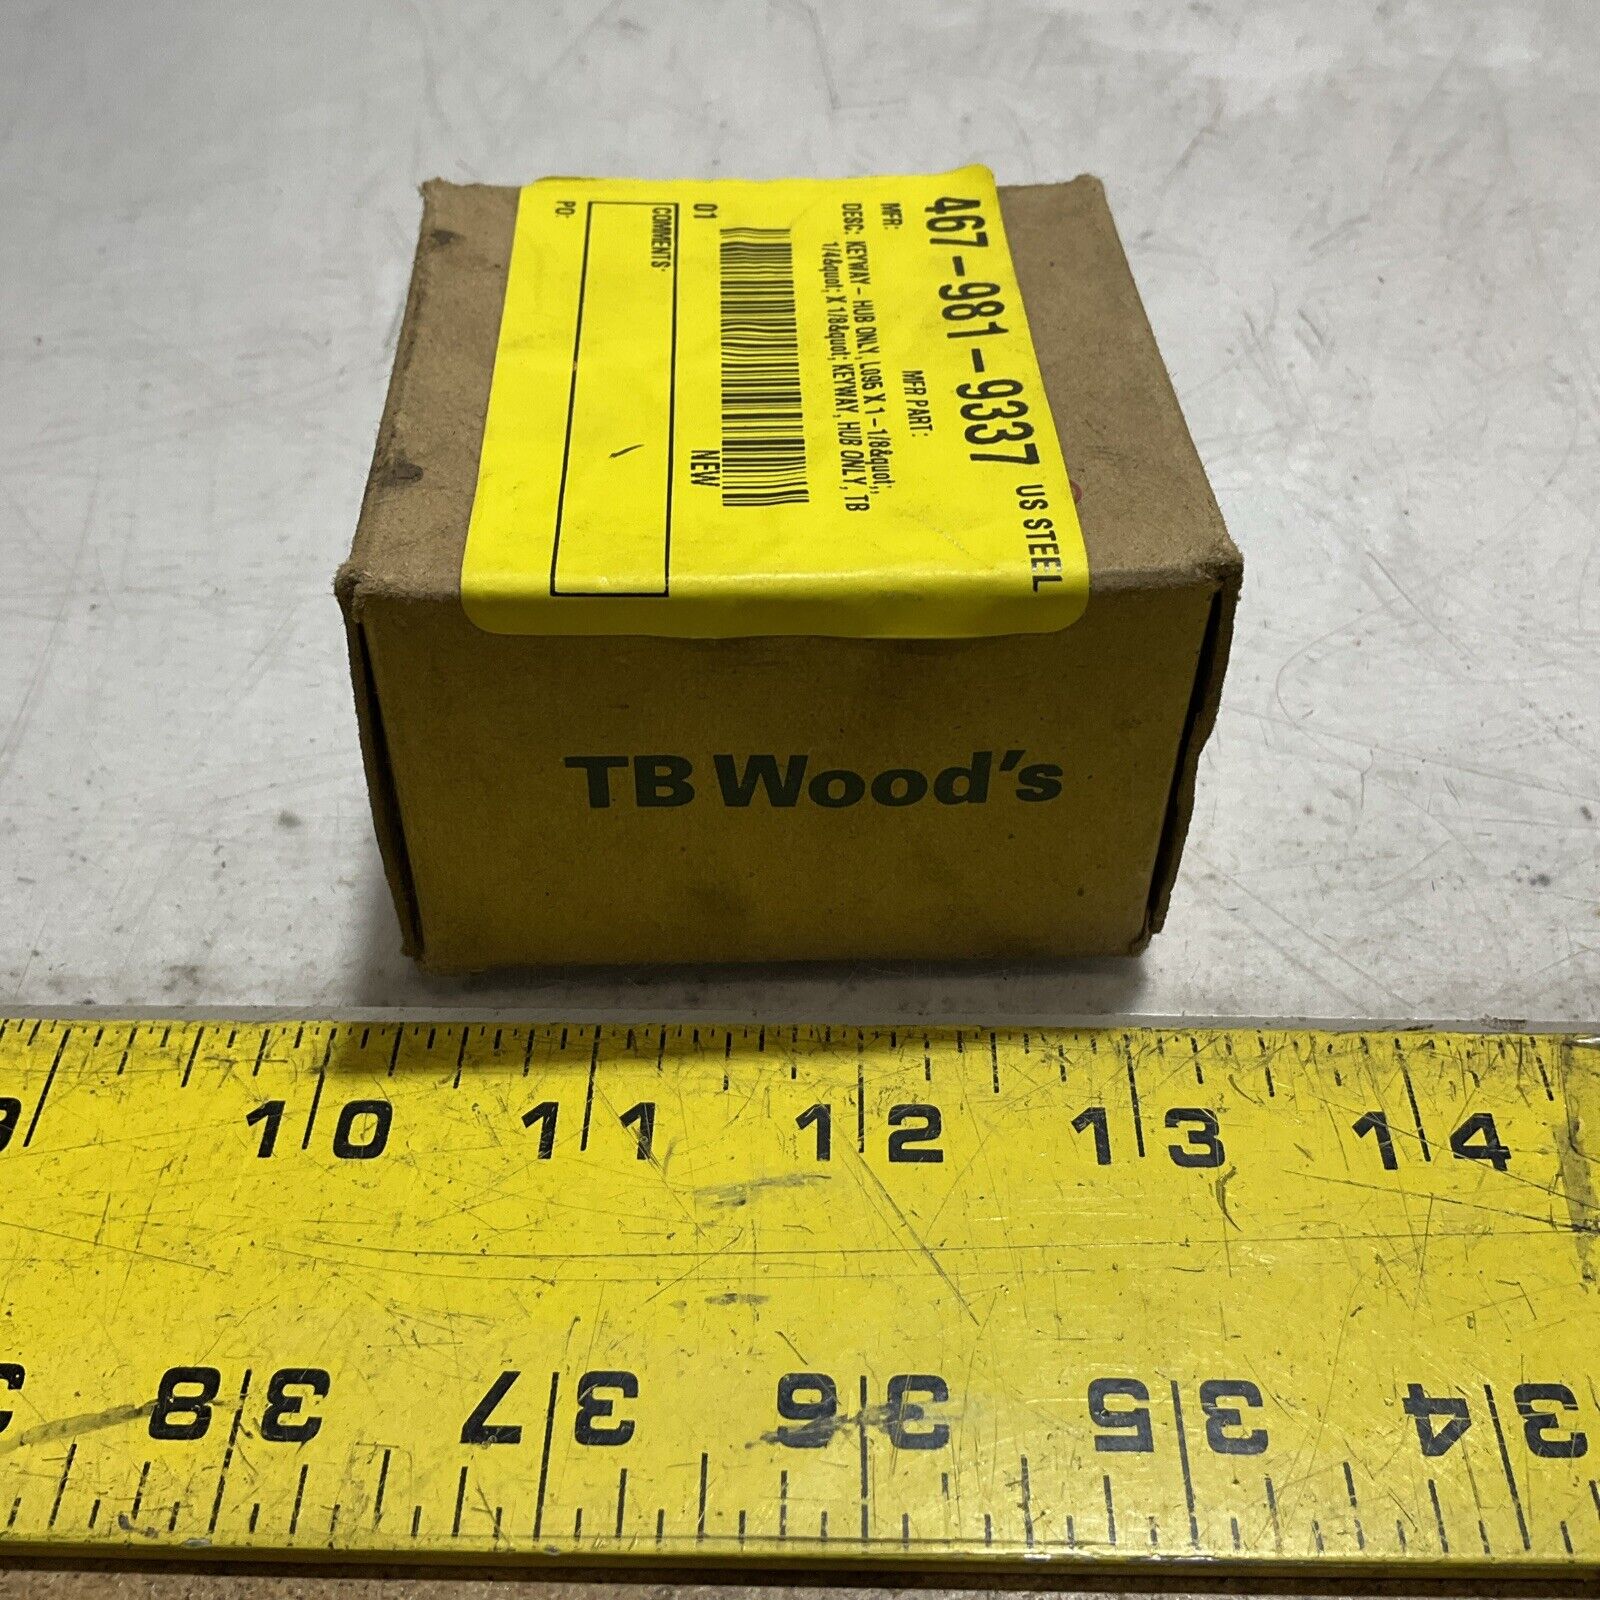 467-981-9337 US STEEL
MFR: MFR PART:
DESC: KEYWAY - HUB ONLY, L095 X 1-1/8&quot;,
1/4&quot; X 1/8&quot; KEYWAY, HUB ONLY, TB
01 NEW
COMMENTS:
PO:
TB Wood's
9 10 11 12 13 14
38 37 36 35 34